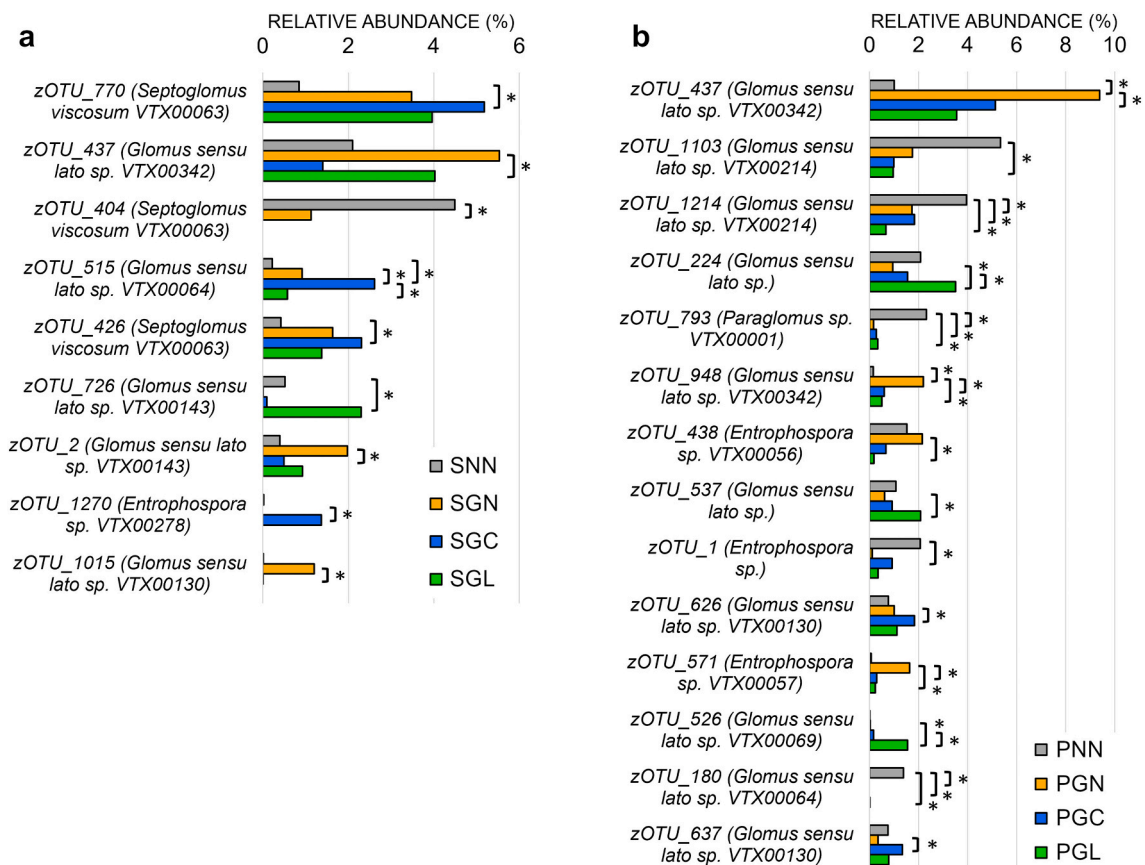 a
RELATIVE ABUNDANCE (%)
0 2 4 6
zOTU_770 (Septoglomus
viscosum VTX00063)
*
zOTU_437 (Glomus sensu
lato sp. VTX00342)
*
zOTU_404 (Septoglomus
viscosum VTX00063)
*
zOTU_515 (Glomus sensu
lato sp. VTX00064)
* *
*
zOTU_426 (Septoglomus
viscosum VTX00063)
*
zOTU_726 (Glomus sensu
lato sp. VTX00143)
*
zOTU_2 (Glomus sensu lato
sp. VTX00143)
*
zOTU_1270 (Entrophospora
sp. VTX00278)
*
zOTU_1015 (Glomus sensu
lato sp. VTX00130)
*
SNN
SGN
SGC
SGL
b
RELATIVE ABUNDANCE (%)
0 2 4 6 8 10
zOTU_437 (Glomus sensu
lato sp. VTX00342)
*
*
zOTU_1103 (Glomus sensu
lato sp. VTX00214)
*
zOTU_1214 (Glomus sensu
lato sp. VTX00214)
*
*
*
zOTU_224 (Glomus sensu
lato sp.)
*
*
zOTU_793 (Paraglomus sp.
VTX00001)
*
*
*
zOTU_948 (Glomus sensu
lato sp. VTX00342)
*
*
*
zOTU_438 (Entrophospora
sp. VTX00056)
*
zOTU_537 (Glomus sensu
lato sp.)
*
zOTU_1 (Entrophospora
sp.)
*
zOTU_626 (Glomus sensu
lato sp. VTX00130)
*
zOTU_571 (Entrophospora
sp. VTX00057)
*
*
zOTU_526 (Glomus sensu
lato sp. VTX00069)
*
*
zOTU_180 (Glomus sensu
lato sp. VTX00064)
*
*
*
zOTU_637 (Glomus sensu
lato sp. VTX00130)
*
PNN
PGN
PGC
PGL